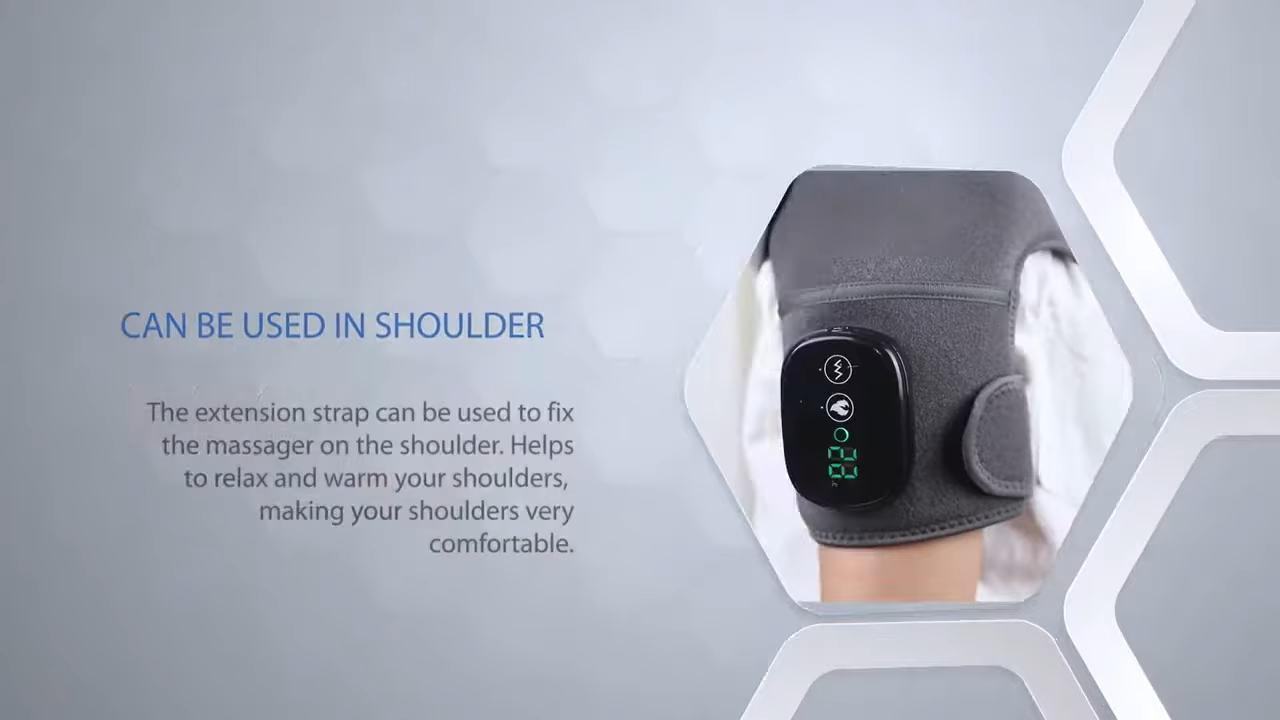 CAN BE USED IN SHOULDER
The extension strap can be used to fix
the massager on the shoulder. Helps
to relax and warm your shoulders,
making your shoulders very
comfortable.